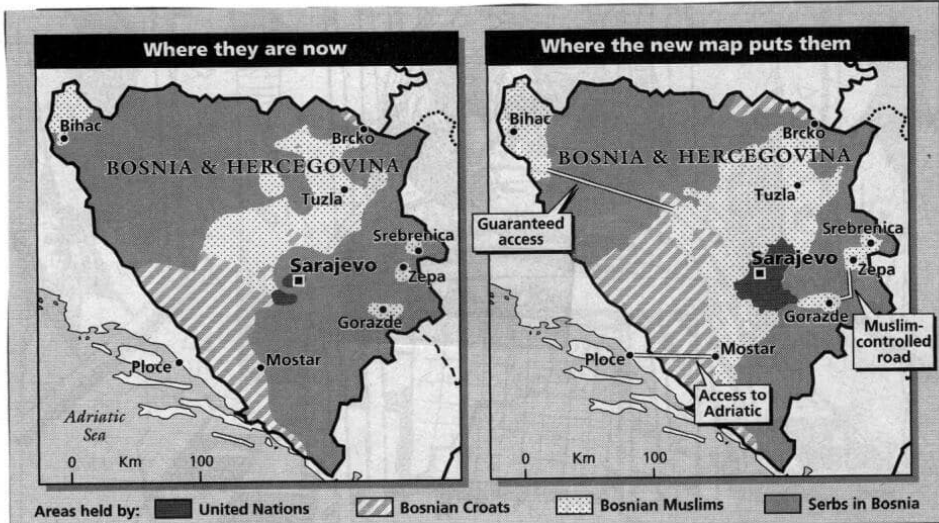 Where they are now
Bihac
Brcko
BOSNIA & HERCEGOVINA
Tuzla
Srebrenica
Sarajevo
Zepa
Gorazde
Ploce
Mostar
Adriatic
Sea
0 Km 100
Where the new map puts them
Bihac
Brcko
BOSNIA & HERCEGOVINA
Tuzla
Guaranteed
access
Srebrenica
Sarajevo
Zepa
Gorazde
Muslim-
controlled
road
Ploce
Mostar
Access to
Adriatic
0 Km 100
Areas held by: United Nations Bosnian Croats Bosnian Muslims Serbs in Bosnia